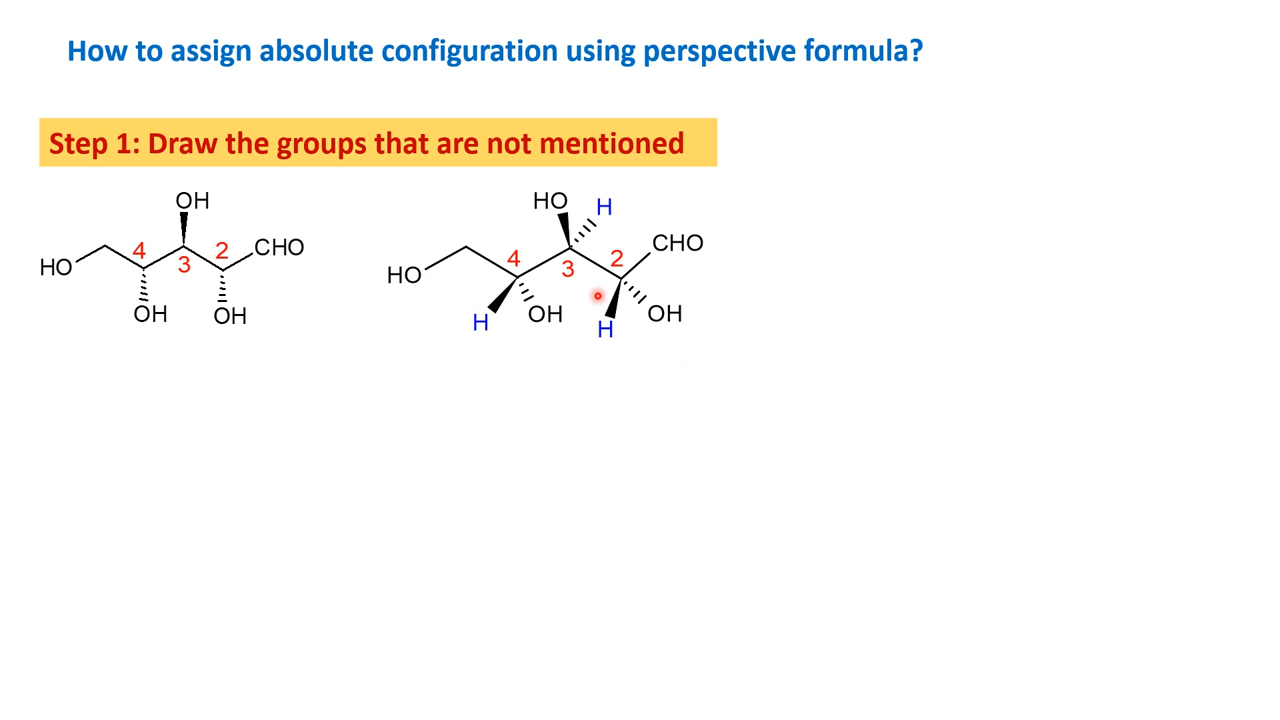 How to assign absolute configuration using perspective formula?
Step 1: Draw the groups that are not mentioned
OH
HO
4
3
2
CHO
OH
OH
HO
H
HO
4
3
2
CHO
H
OH
H
OH